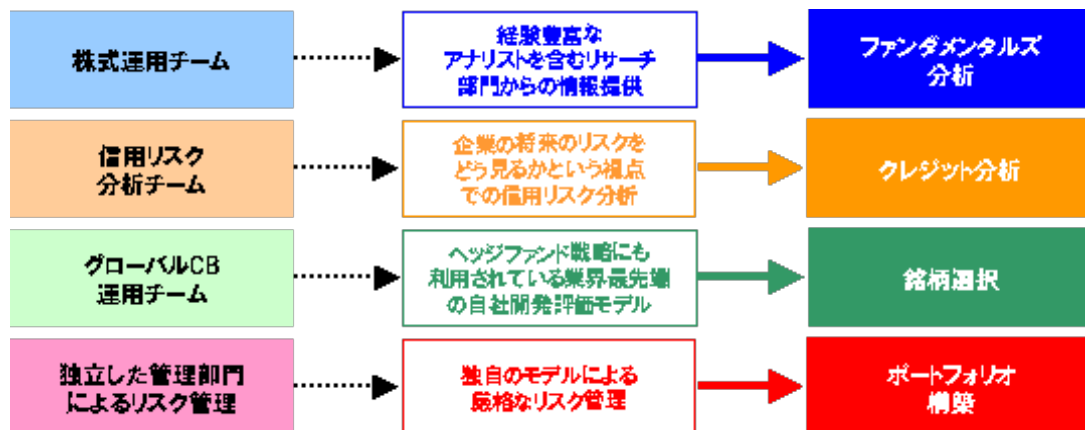 株式運用チーム
経験豊富な
アナリストを含むリサーチ
部門からの情報提供
ファンダメンタルズ
分析
信用リスク
分析チーム
企業の将来のリスクを
どう見るかという視点
での信用リスク分析
クレジット分析
グローバルCB
運用チーム
ヘッジファンド戦略にも
利用されている業界最先端
の自社開発評価モデル
銘柄選択
独立した管理部門
によるリスク管理
独自のモデルによる
厳格なリスク管理
ポートフォリオ
構築